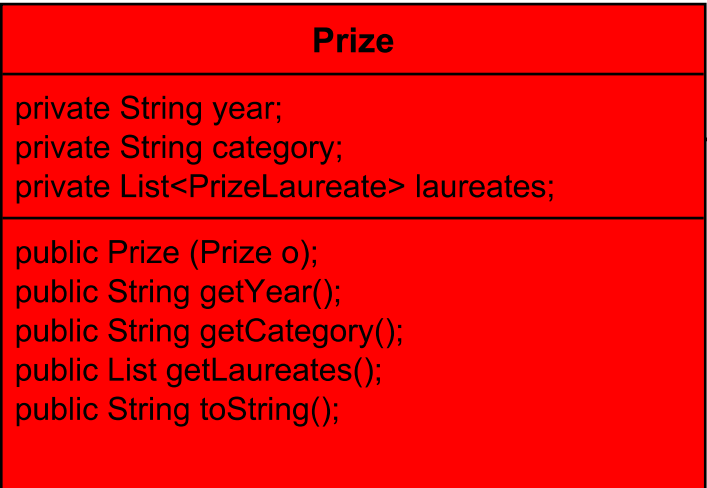 Prize
private String year;
private String category;
private List<PrizeLaureate> laureates;
public Prize (Prize o);
public String getYear();
public String getCategory();
public List getLaureates();
public String toString();